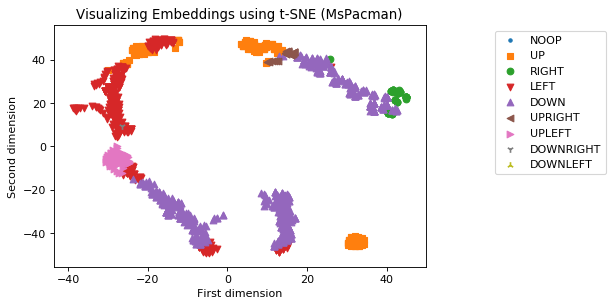 Visualizing Embeddings using t-SNE (MsPacman)
Second dimension
40
20
0
−20
−40
−40
−20
0
20
40
First dimension
NOOP
UP
RIGHT
LEFT
DOWN
UPRIGHT
UPLEFT
DOWNRIGHT
DOWNLEFT